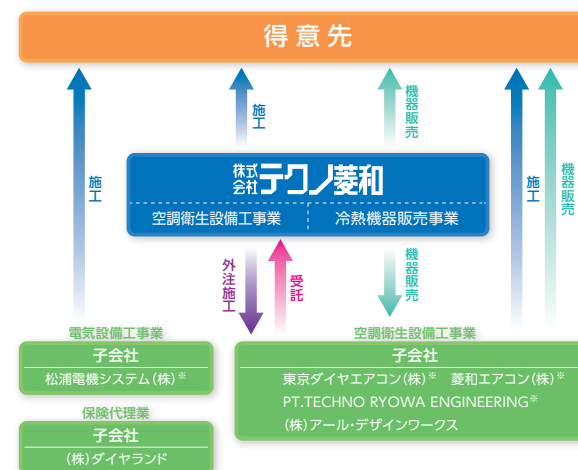 得意先
施工
施工
機器販売
施工
機器販売
株式会社テクノ菱和
空調衛生設備工事業
冷熱機器販売事業
外注施工
受託
機器販売
電気設備工事業
子会社
松浦電機システム(株)※
保険代理業
子会社
(株)ダイヤランド
空調衛生設備工事業
子会社
東京ダイヤエアコン(株)※ 菱和エアコン(株)※
PT.TECHNO RYOWA ENGINEERING※
(株)アール・デザインワークス